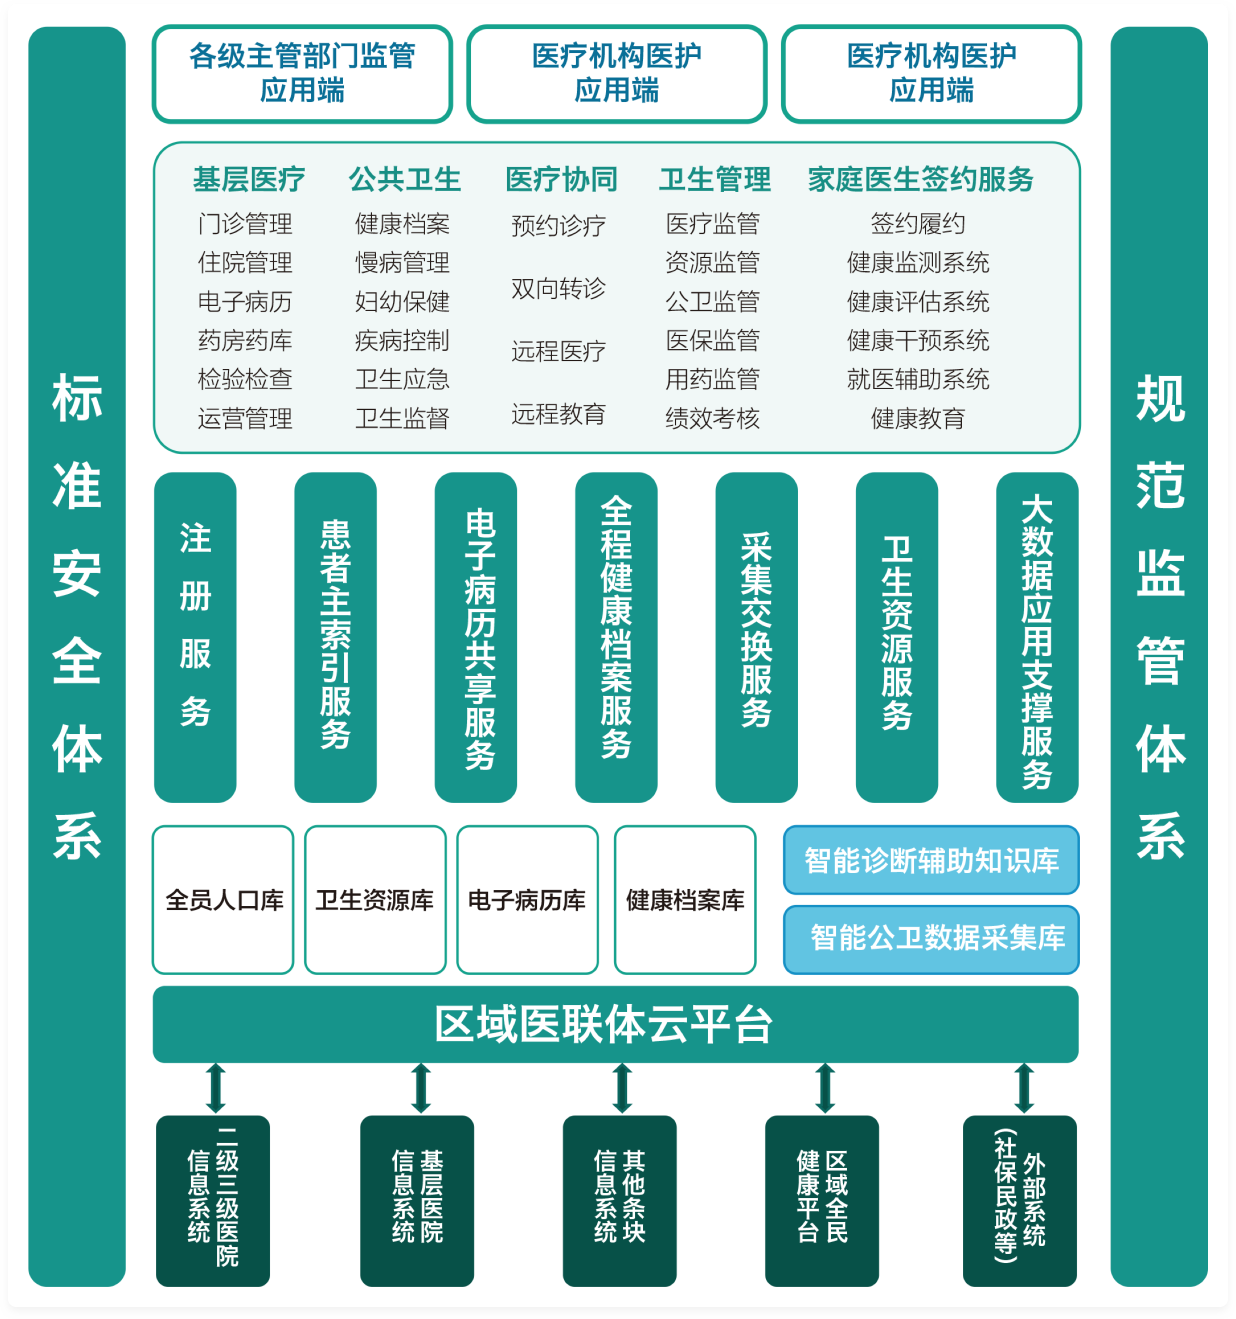 标准安全体系
各级主管部门监管
应用端
医疗机构医护
应用端
医疗机构医护
应用端
基层医疗
门诊管理
住院管理
电子病历
药房药库
检验检查
运营管理
公共卫生
健康档案
慢病管理
妇幼保健
疾病控制
卫生应急
卫生监督
医疗协同
预约诊疗
双向转诊
远程医疗
远程教育
卫生管理
医疗监管
资源监管
公卫监管
医保监管
用药监管
绩效考核
家庭医生签约服务
签约履约
健康监测系统
健康评估系统
健康干预系统
就医辅助系统
健康教育
注册服务
患者主索引服务
电子病历共享服务
全程健康档案服务
采集交换服务
卫生资源服务
大数据应用支撑服务
全员人口库
卫生资源库
电子病历库
健康档案库
智能诊断辅助知识库
智能公卫数据采集库
区域医联体云平台
二级三级医院
信息系统
基层医院
信息系统
其他条块
信息系统
区域全民
健康平台
外部系统
(社保民政等)
规范监管体系